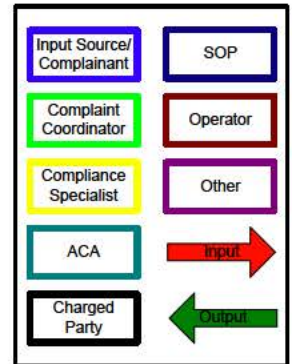 Input Source/
Complainant
SOP
Complaint
Coordinator
Operator
Compliance
Specialist
Other
ACA
Input
Charged
Party
Output